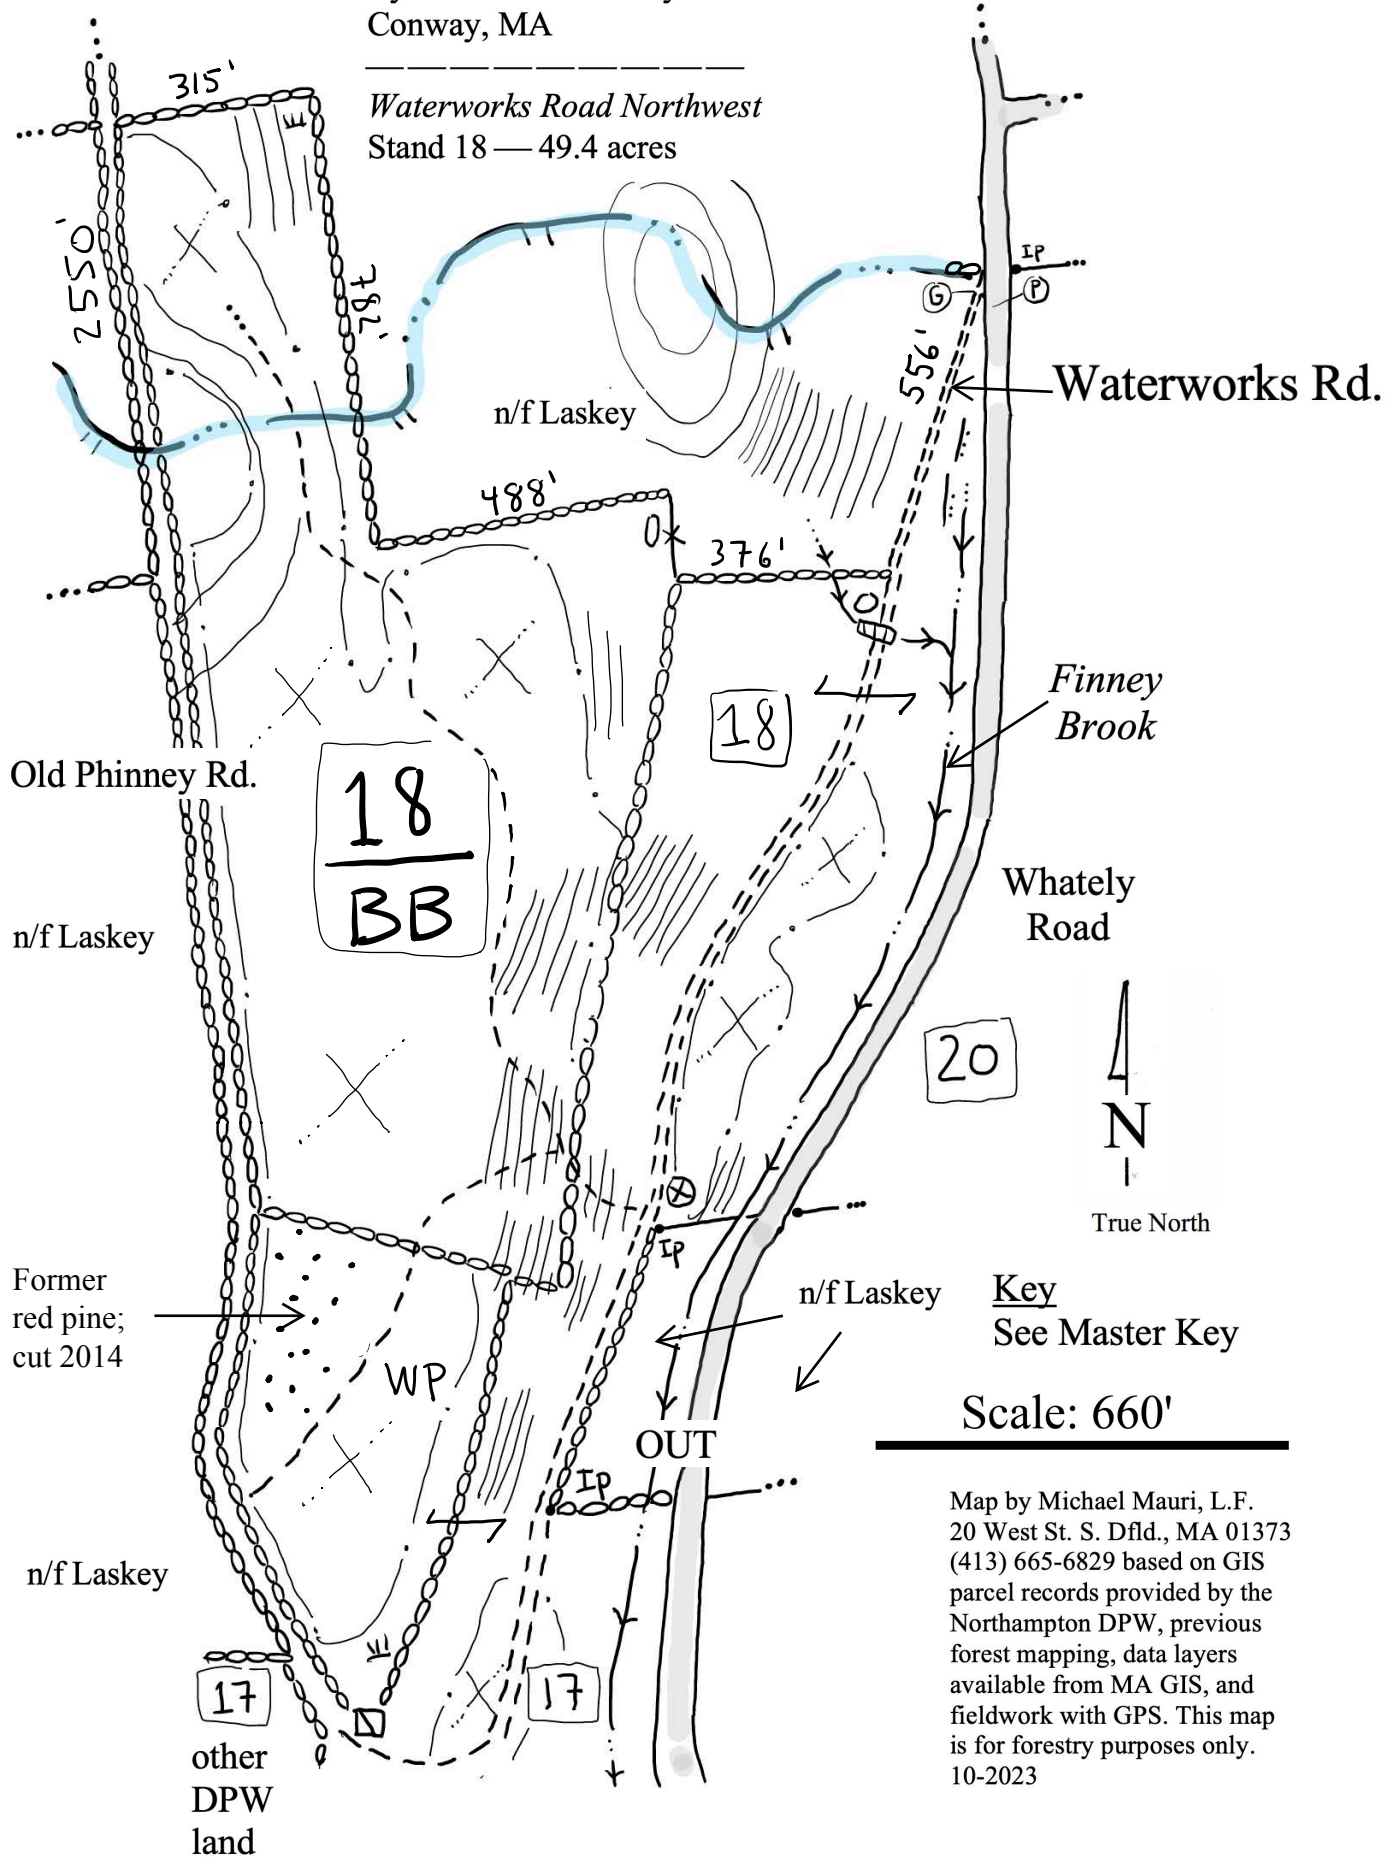 Conway, MA
Waterworks Road Northwest
Stand 18 — 49.4 acres
315'
2550'
782'
IP
G
P
556'
Waterworks Rd.
n/f Laskey
488'
376'
18
Finney
Brook
Old Phinney Rd.
18
BB
Whately
Road
n/f Laskey
20
N
True North
IP
Former
red pine;
cut 2014
n/f Laskey
Key
See Master Key
WP
Scale: 660'
OUT
IP
Map by Michael Mauri, L.F.
20 West St. S. Dfld., MA 01373
(413) 665-6829 based on GIS
parcel records provided by the
Northampton DPW, previous
forest mapping, data layers
available from MA GIS, and
fieldwork with GPS. This map
is for forestry purposes only.
10-2023
n/f Laskey
17
17
other
DPW
land